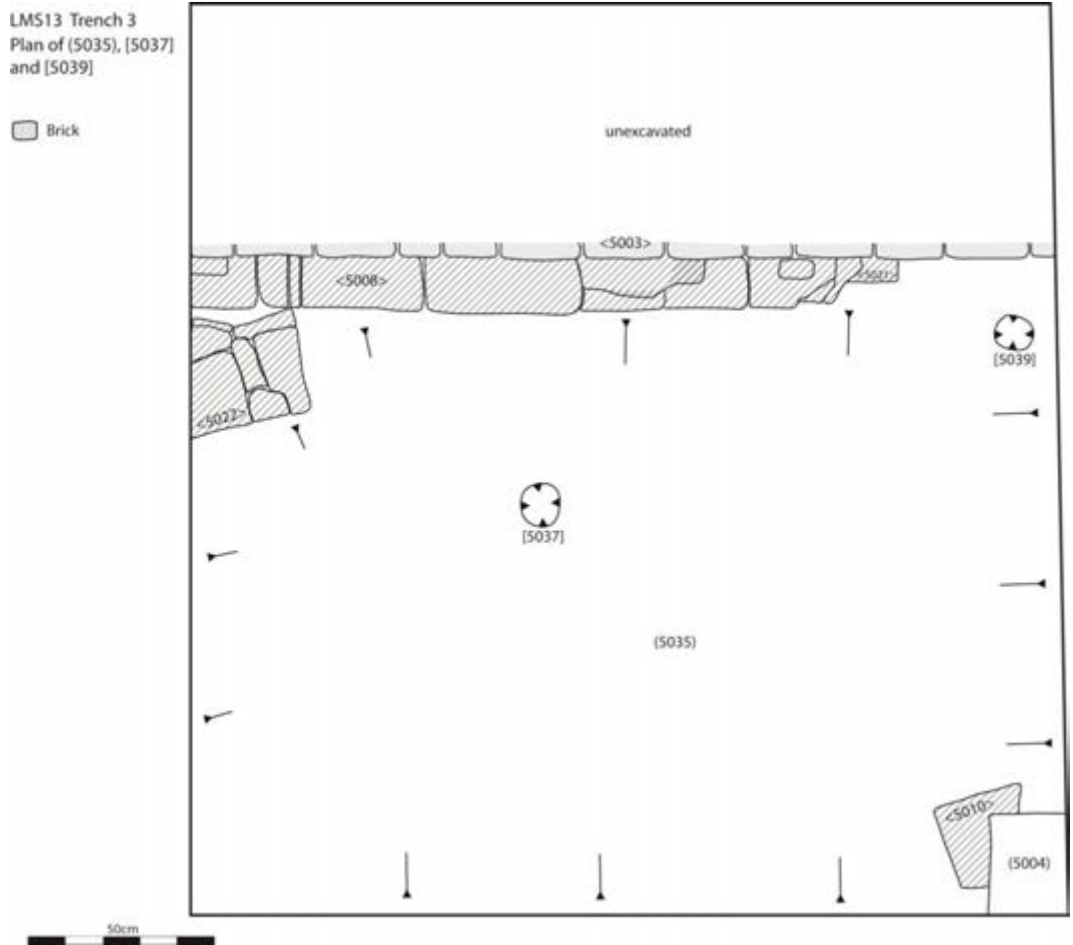 LMS13 Trench 3
Plan of (5035), [5037]
and [5039]
Brick
unexcavated
<5003>
<5008>
<5021>
[5039]
<5022>
[5037]
(5035)
<5010>
(5004)
50cm